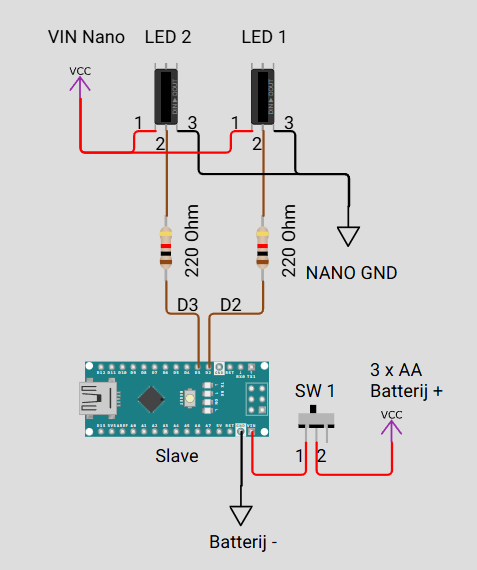 VIN Nano
LED 2
LED 1
VCC
1
2
3
1
2
3
220 Ohm
220 Ohm
NANO GND
D3
D2
3 x AA
Batterij +
SW 1
VCC
1
2
Slave
Batterij -